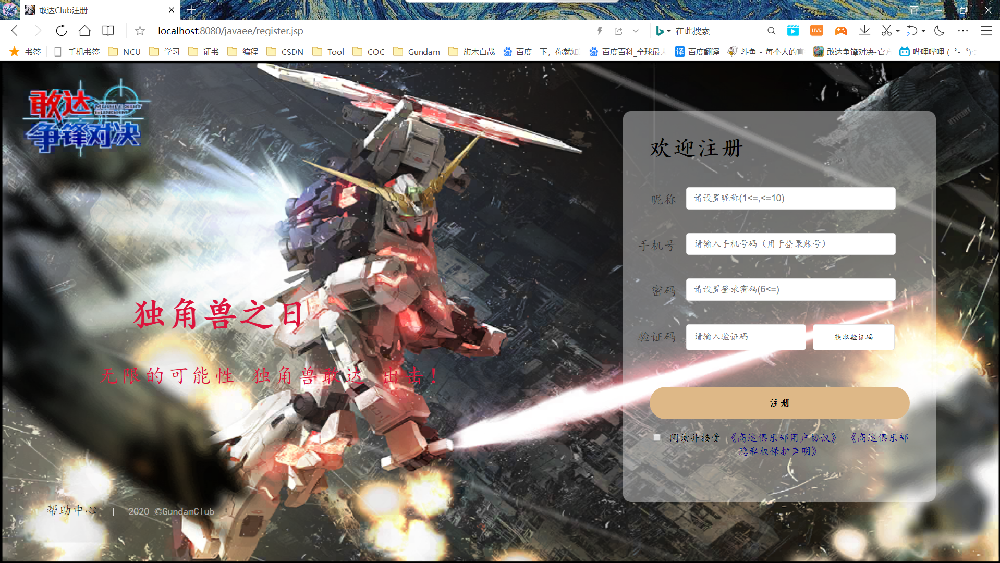 敢达Club注册
localhost:8080/javaee/register.jsp
在此搜索
LIVE
2
书签
手机书签
NCU
学习
证书
编程
CSDN
Tool
COC
Gundam
旗木白哉
百度一下，你就知
百度百科_全球最大
译 百度翻译
斗鱼 - 每个人的直
敢达争锋对决-官方
哔哩哔哩 ( ゜- ゜)つ
敢达
MOBILE SUIT
GUNDAM
争锋对决
欢迎注册
昵称 请设置昵称(1<=,<=10)
手机号 请输入手机号码（用于登录账号）
密码 请设置登录密码(6<=)
验证码 请输入验证码 获取验证码
注册
阅读并接受 《高达俱乐部用户协议》 《高达俱乐部
隐私权保护声明》
独角兽之日
无限的可能性 独角兽敢达 出击！
帮助中心 | 2020 ©GundamClub